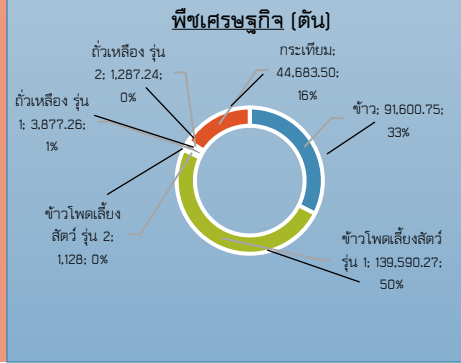 พืชเศรษฐกิจ (ตัน)
ถั่วเหลือง รุ่น
2; 1,287.24;
0%
กระเทียม;
44,683.50;
16%
ถั่วเหลือง รุ่น
1; 3,877.26;
1%
ข้าว; 91,600.75;
33%
ข้าวโพดเลี้ยง
สัตว์ รุ่น 2;
1,128; 0%
ข้าวโพดเลี้ยงสัตว์
รุ่น 1; 139,590.27;
50%